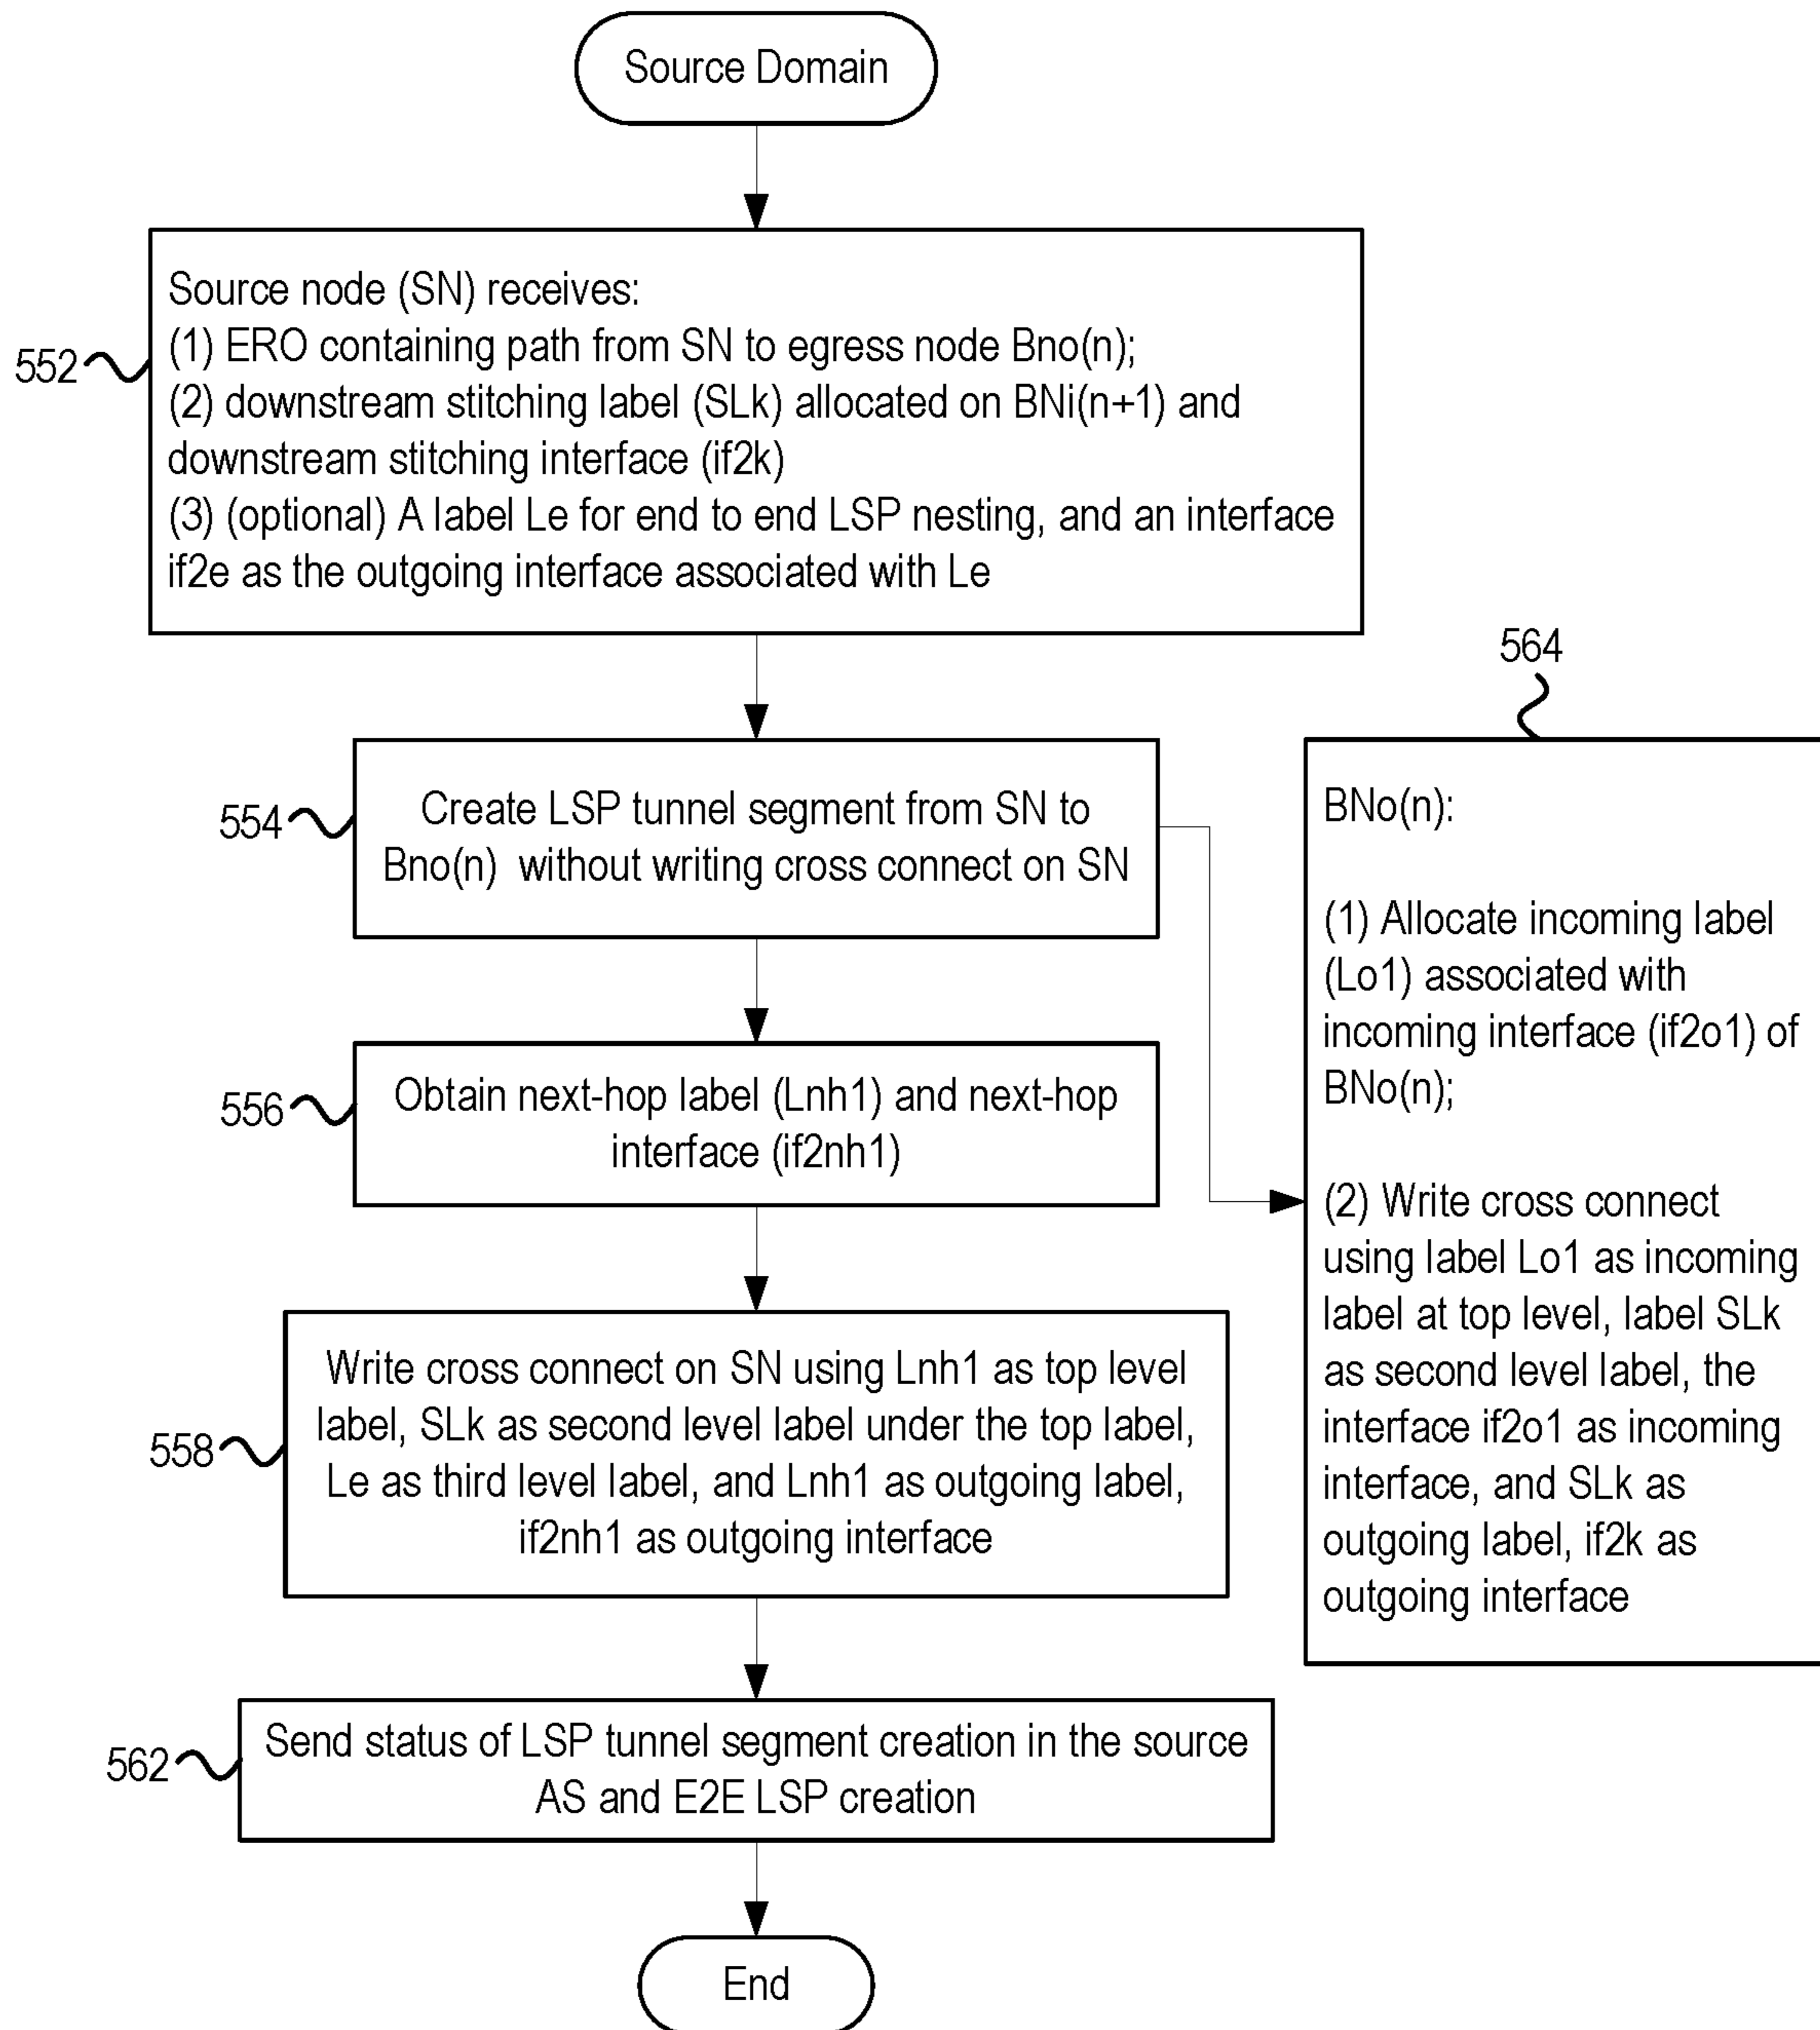 Source Domain
552
Source node (SN) receives:
(1) ERO containing path from SN to egress node Bno(n);
(2) downstream stitching label (SLk) allocated on BNi(n+1) and
downstream stitching interface (if2k)
(3) (optional) A label Le for end to end LSP nesting, and an interface
if2e as the outgoing interface associated with Le
554
Create LSP tunnel segment from SN to
Bno(n) without writing cross connect on SN
556
Obtain next-hop label (Lnh1) and next-hop
interface (if2nh1)
558
Write cross connect on SN using Lnh1 as top level
label, SLk as second level label under the top label,
Le as third level label, and Lnh1 as outgoing label,
if2nh1 as outgoing interface
562
Send status of LSP tunnel segment creation in the source
AS and E2E LSP creation
End
564
BNo(n):
(1) Allocate incoming label
(Lo1) associated with
incoming interface (if2o1) of
BNo(n);
(2) Write cross connect
using label Lo1 as incoming
label at top level, label SLk
as second level label, the
interface if2o1 as incoming
interface, and SLk as
outgoing label, if2k as
outgoing interface